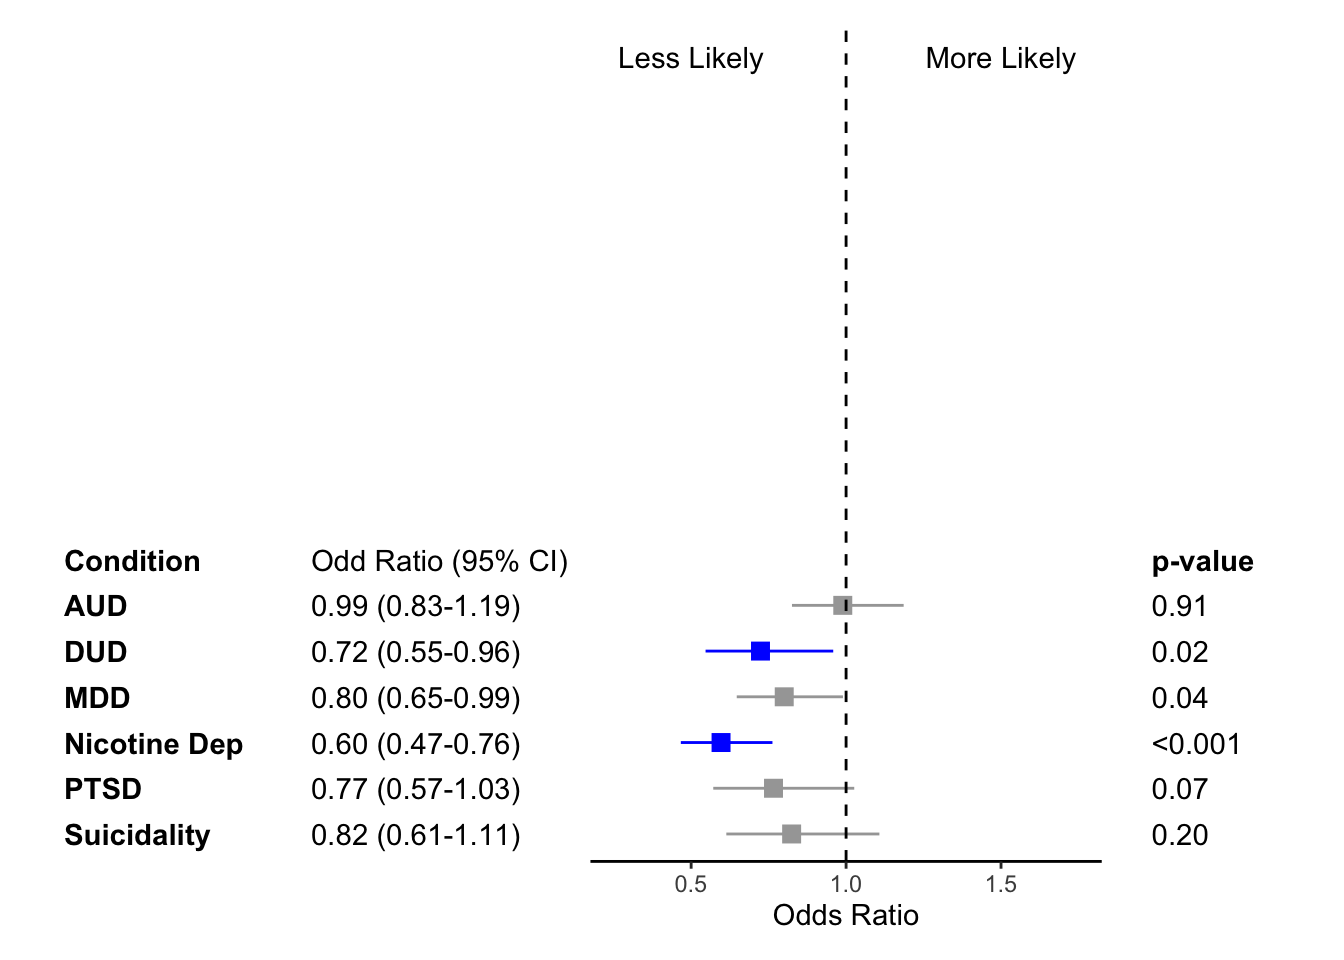 Less Likely More Likely
Condition Odd Ratio (95% CI) p-value
AUD 0.99 (0.83-1.19) 0.91
DUD 0.72 (0.55-0.96) 0.02
MDD 0.80 (0.65-0.99) 0.04
Nicotine Dep 0.60 (0.47-0.76) <0.001
PTSD 0.77 (0.57-1.03) 0.07
Suicidality 0.82 (0.61-1.11) 0.20
0.5 1.0 1.5
Odds Ratio